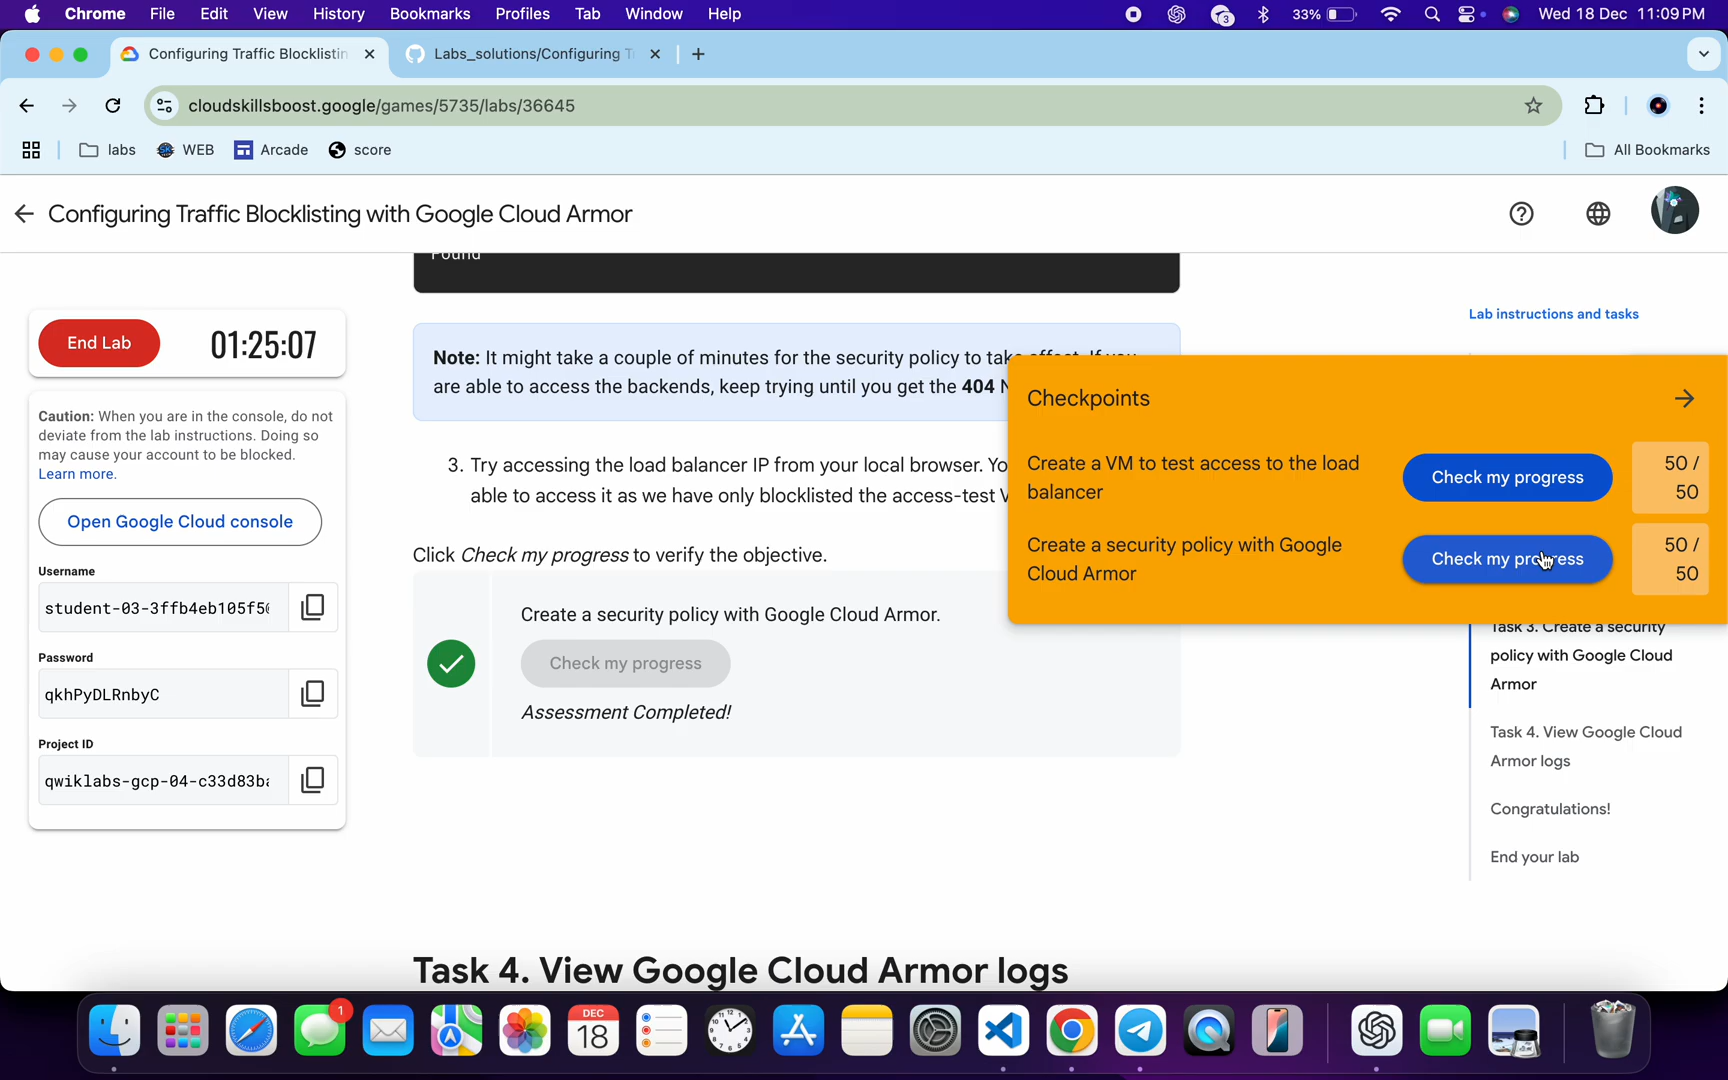 Chrome File Edit View History Bookmarks Profiles Tab Window Help 3 33% Wed 18 Dec 11:09 PM
Configuring Traffic Blocklistin Labs_solutions/Configuring
cloudskillsboost.google/games/5735/labs/36645
labs WEB Arcade score All Bookmarks
Configuring Traffic Blocklisting with Google Cloud Armor
Found
End Lab 01:25:07
Caution: When you are in the console, do not
deviate from the lab instructions. Doing so
may cause your account to be blocked.
Learn more.
Open Google Cloud console
Username
student-03-3ffb4eb105f5
Password
qkhPyDLRnbyC
Project ID
qwiklabs-gcp-04-c33d83b
Note: It might take a couple of minutes for the security policy to take effect. If you
are able to access the backends, keep trying until you get the 404 N
3. Try accessing the load balancer IP from your local browser. Yo
able to access it as we have only blocklisted the access-test V
Click Check my progress to verify the objective.
Create a security policy with Google Cloud Armor.
Check my progress
Assessment Completed!
Task 4. View Google Cloud Armor logs
Lab instructions and tasks
Checkpoints
Create a VM to test access to the load
balancer
Check my progress
50 /
50
Create a security policy with Google
Cloud Armor
Check my progress
50 /
50
Task 3. Create a security
policy with Google Cloud
Armor
Task 4. View Google Cloud
Armor logs
Congratulations!
End your lab
1
DEC
18